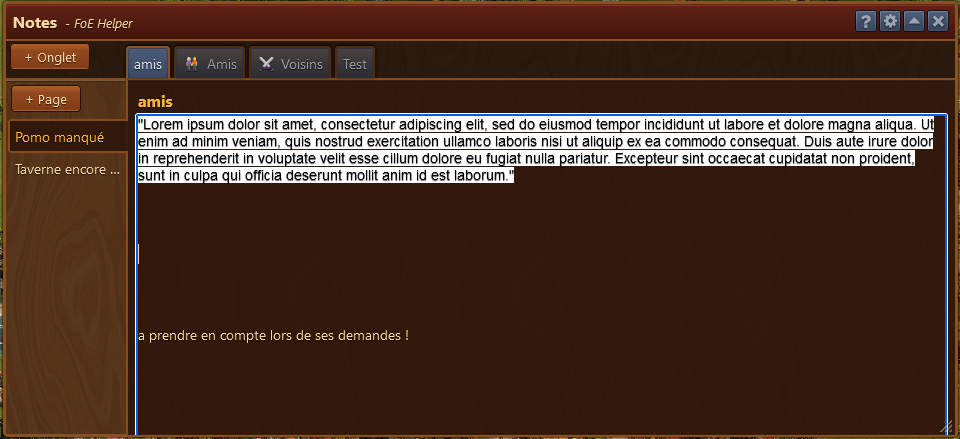 Notes - FoE Helper
+ Onglet
amis
Amis
Voisins
Test
+ Page
Pomo manqué
Taverne encore ...
amis
"Lorem ipsum dolor sit amet, consectetur adipiscing elit, sed do eiusmod tempor incididunt ut labore et dolore magna aliqua. Ut
enim ad minim veniam, quis nostrud exercitation ullamco laboris nisi ut aliquip ex ea commodo consequat. Duis aute irure dolor
in reprehenderit in voluptate velit esse cillum dolore eu fugiat nulla pariatur. Excepteur sint occaecat cupidatat non proident,
sunt in culpa qui officia deserunt mollit anim id est laborum."
a prendre en compte lors de ses demandes !